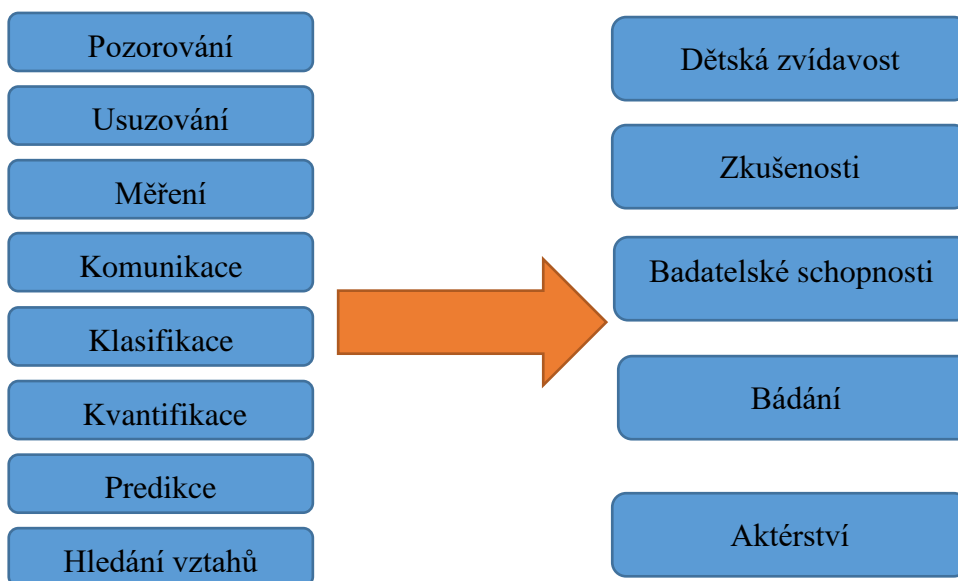 Pozorování
Usuzování
Měření
Komunikace
Klasifikace
Kvantifikace
Predikce
Hledání vztahů
Dětská zvídavost
Zkušenosti
Badatelské schopnosti
Bádání
Aktérství